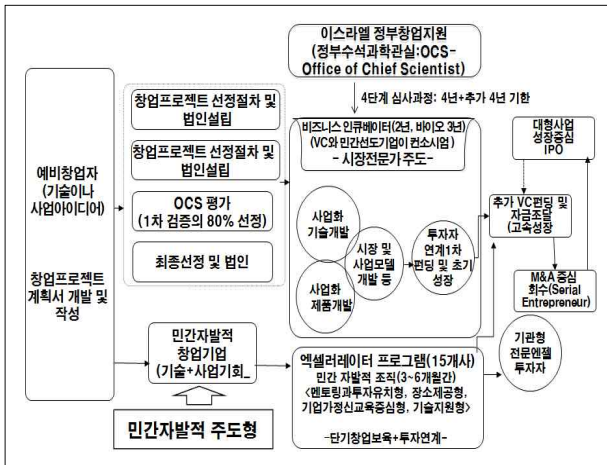 이스라엘 정부창업지원
(정부수석과학관실:OCS-
Office of Chief Scientist)
4단계 심사과정: 4년+추가 4년 기한
예비창업자
(기술이나
사업아이디어)
창업프로젝트
계획서 개발 및
작성
창업프로젝트 선정절차 및
법인설립
창업프로젝트 선정절차 및
법인설립
OCS 평가
(1차 검증의 80% 선정)
최종선정 및 법인
비즈니스 인큐베이터(2년, 바이오 3년)
(VC와 민간선도기업이 컨소시엄)
- 시장전문가 주도-
사업화
기술개발
시장 및
사업모델
개발 등
사업화
제품개발
투자자
연계1차
펀딩 및 초기
성장
대형사업
성장중심
IPO
추가 VC펀딩 및
자금조달
(고속성장
M&A 중심
회수(Serial
Entrepreneur)
기관형
전문엔젤
투자자
민간자발적
창업기업
(기술+사업기회_
민간자발적 주도형
엑셀러레이터 프로그램(15개사)
민간 자발적 조직(3~6개월간)
<멘토링과투자유치형, 장소제공형,
기업가정신교육중심형, 기술지원형>
-단기창업보육+투자연계-